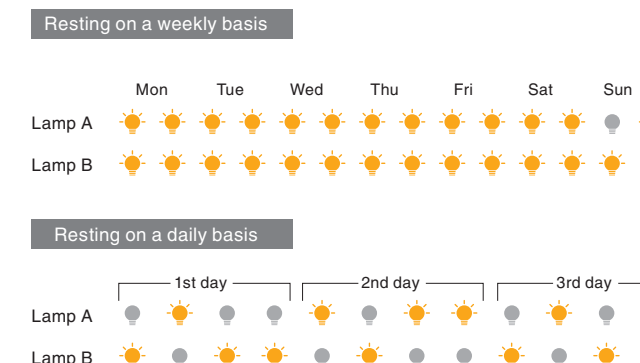 Resting on a weekly basis
Mon Tue Wed Thu Fri Sat Sun
Lamp A
Lamp B
Resting on a daily basis
1st day 2nd day 3rd day
Lamp A
Lamp B